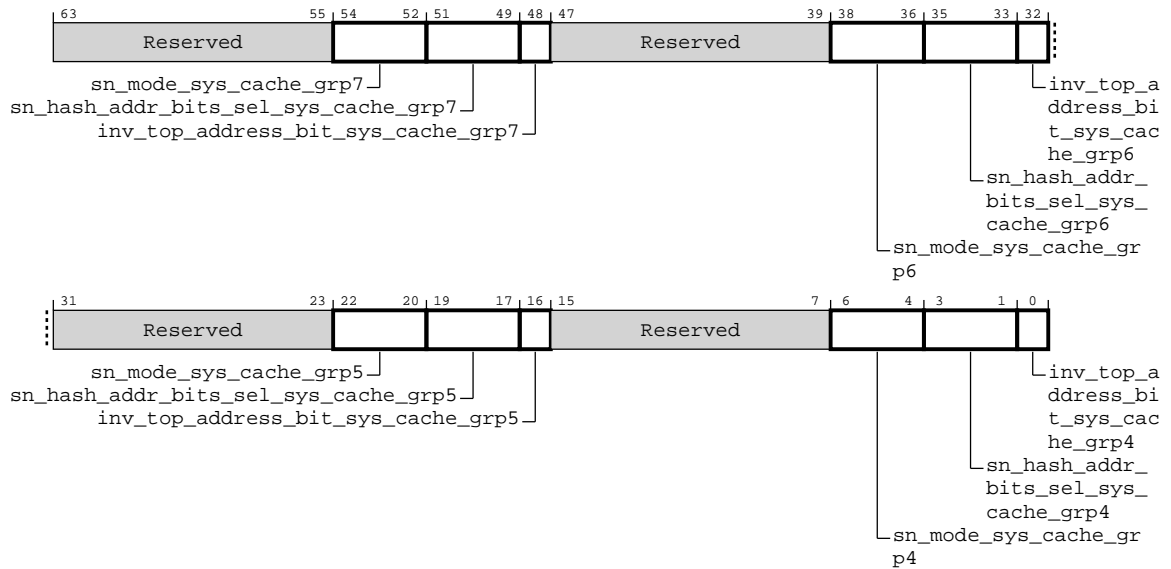 63 55 54 52 51 49 48 47 39 38 36 35 33 32
Reserved Reserved
sn_mode_sys_cache_grp7
sn_hash_addr_bits_sel_sys_cache_grp7
inv_top_address_bit_sys_cache_grp7
inv_top_a
ddress_bi
t_sys_cac
he_grp6
sn_hash_addr_
bits_sel_sys_
cache_grp6
sn_mode_sys_cache_gr
p6
31 23 22 20 19 17 16 15 7 6 4 3 1 0
Reserved Reserved
sn_mode_sys_cache_grp5
sn_hash_addr_bits_sel_sys_cache_grp5
inv_top_address_bit_sys_cache_grp5
inv_top_a
ddress_bi
t_sys_cac
he_grp4
sn_hash_addr_
bits_sel_sys_
cache_grp4
sn_mode_sys_cache_gr
p4